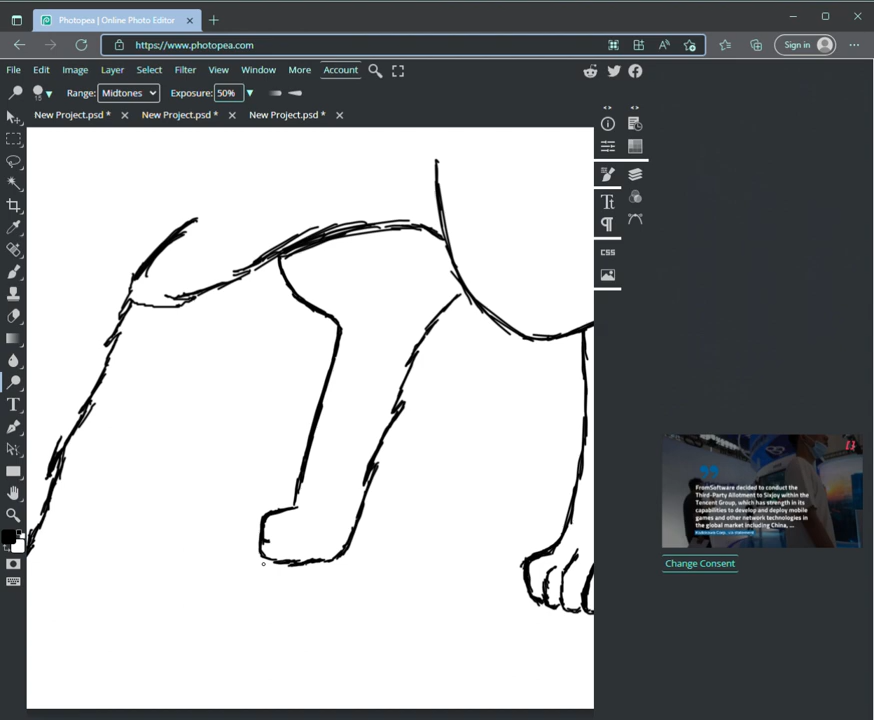 Photopea | Online Photo Editor
https://www.photopea.com
Sign in
File Edit Image Layer Select Filter View Window More Account
15 Range: Midtones Exposure: 50%
New Project.psd * New Project.psd * New Project.psd *
CSS
FromSoftware decided to conduct the
Third-Party Allotment to Sixjoy within the
Tencent Group, which has strength in its
capabilities to develop and deploy mobile
games and other network technologies in
the global market including China, ...
Change Consent